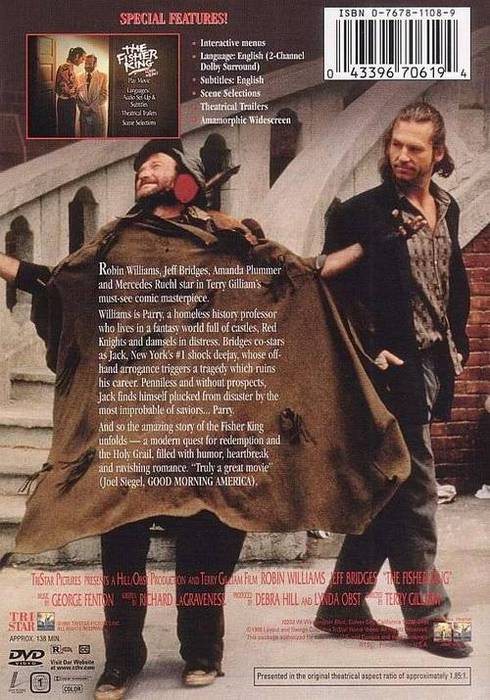 SPECIAL FEATURES!
THE
FISHER
KING
Play Movie
Languages
Audio Set-Up &
Subtitles
Theatrical Trailers
Scene Selections
• Interactive menus
• Language: English (2-Channel
Dolby Surround)
• Subtitles: English
• Scene Selections
Theatrical Trailers
• Anamorphic Widescreen
ISBN 0-7678-1108-9
0 43396 70619 4
Robin Williams, Jeff Bridges, Amanda Plummer
and Mercedes Ruehl star in Terry Gilliam's
must-see comic masterpiece.
Williams is Parry, a homeless history professor
who lives in a fantasy world full of castles, Red
Knights and damsels in distress. Bridges co-stars
as Jack, New York's #1 shock deejay, whose off-
hand arrogance triggers a tragedy which ruins
his career. Penniless and without prospects,
Jack finds himself plucked from disaster by the
most improbable of saviors... Parry.
And so the amazing story of the Fisher King
unfolds — a modern quest for redemption and
the Holy Grail, filled with humor, heartbreak
and ravishing romance. "Truly a great movie"
(Joel Siegel, GOOD MORNING AMERICA).
TRISTAR PICTURES PRESENTS A HILL/OBST PRODUCTION AND TERRY GILLIAM FILM ROBIN WILLIAMS JEFF BRIDGES "THE FISHER KING"
GEORGE FENTON RICHARD LAGRAVENESE DEBRA HILL AND LYNDA OBST TERRY GILLIAM
TRI
STAR
APPROX. 138 MIN.
DVD
VIDEO
R
Visit Our Website
1
COLOR
Presented in the original theatrical aspect ratio of approximately 1.85:1.